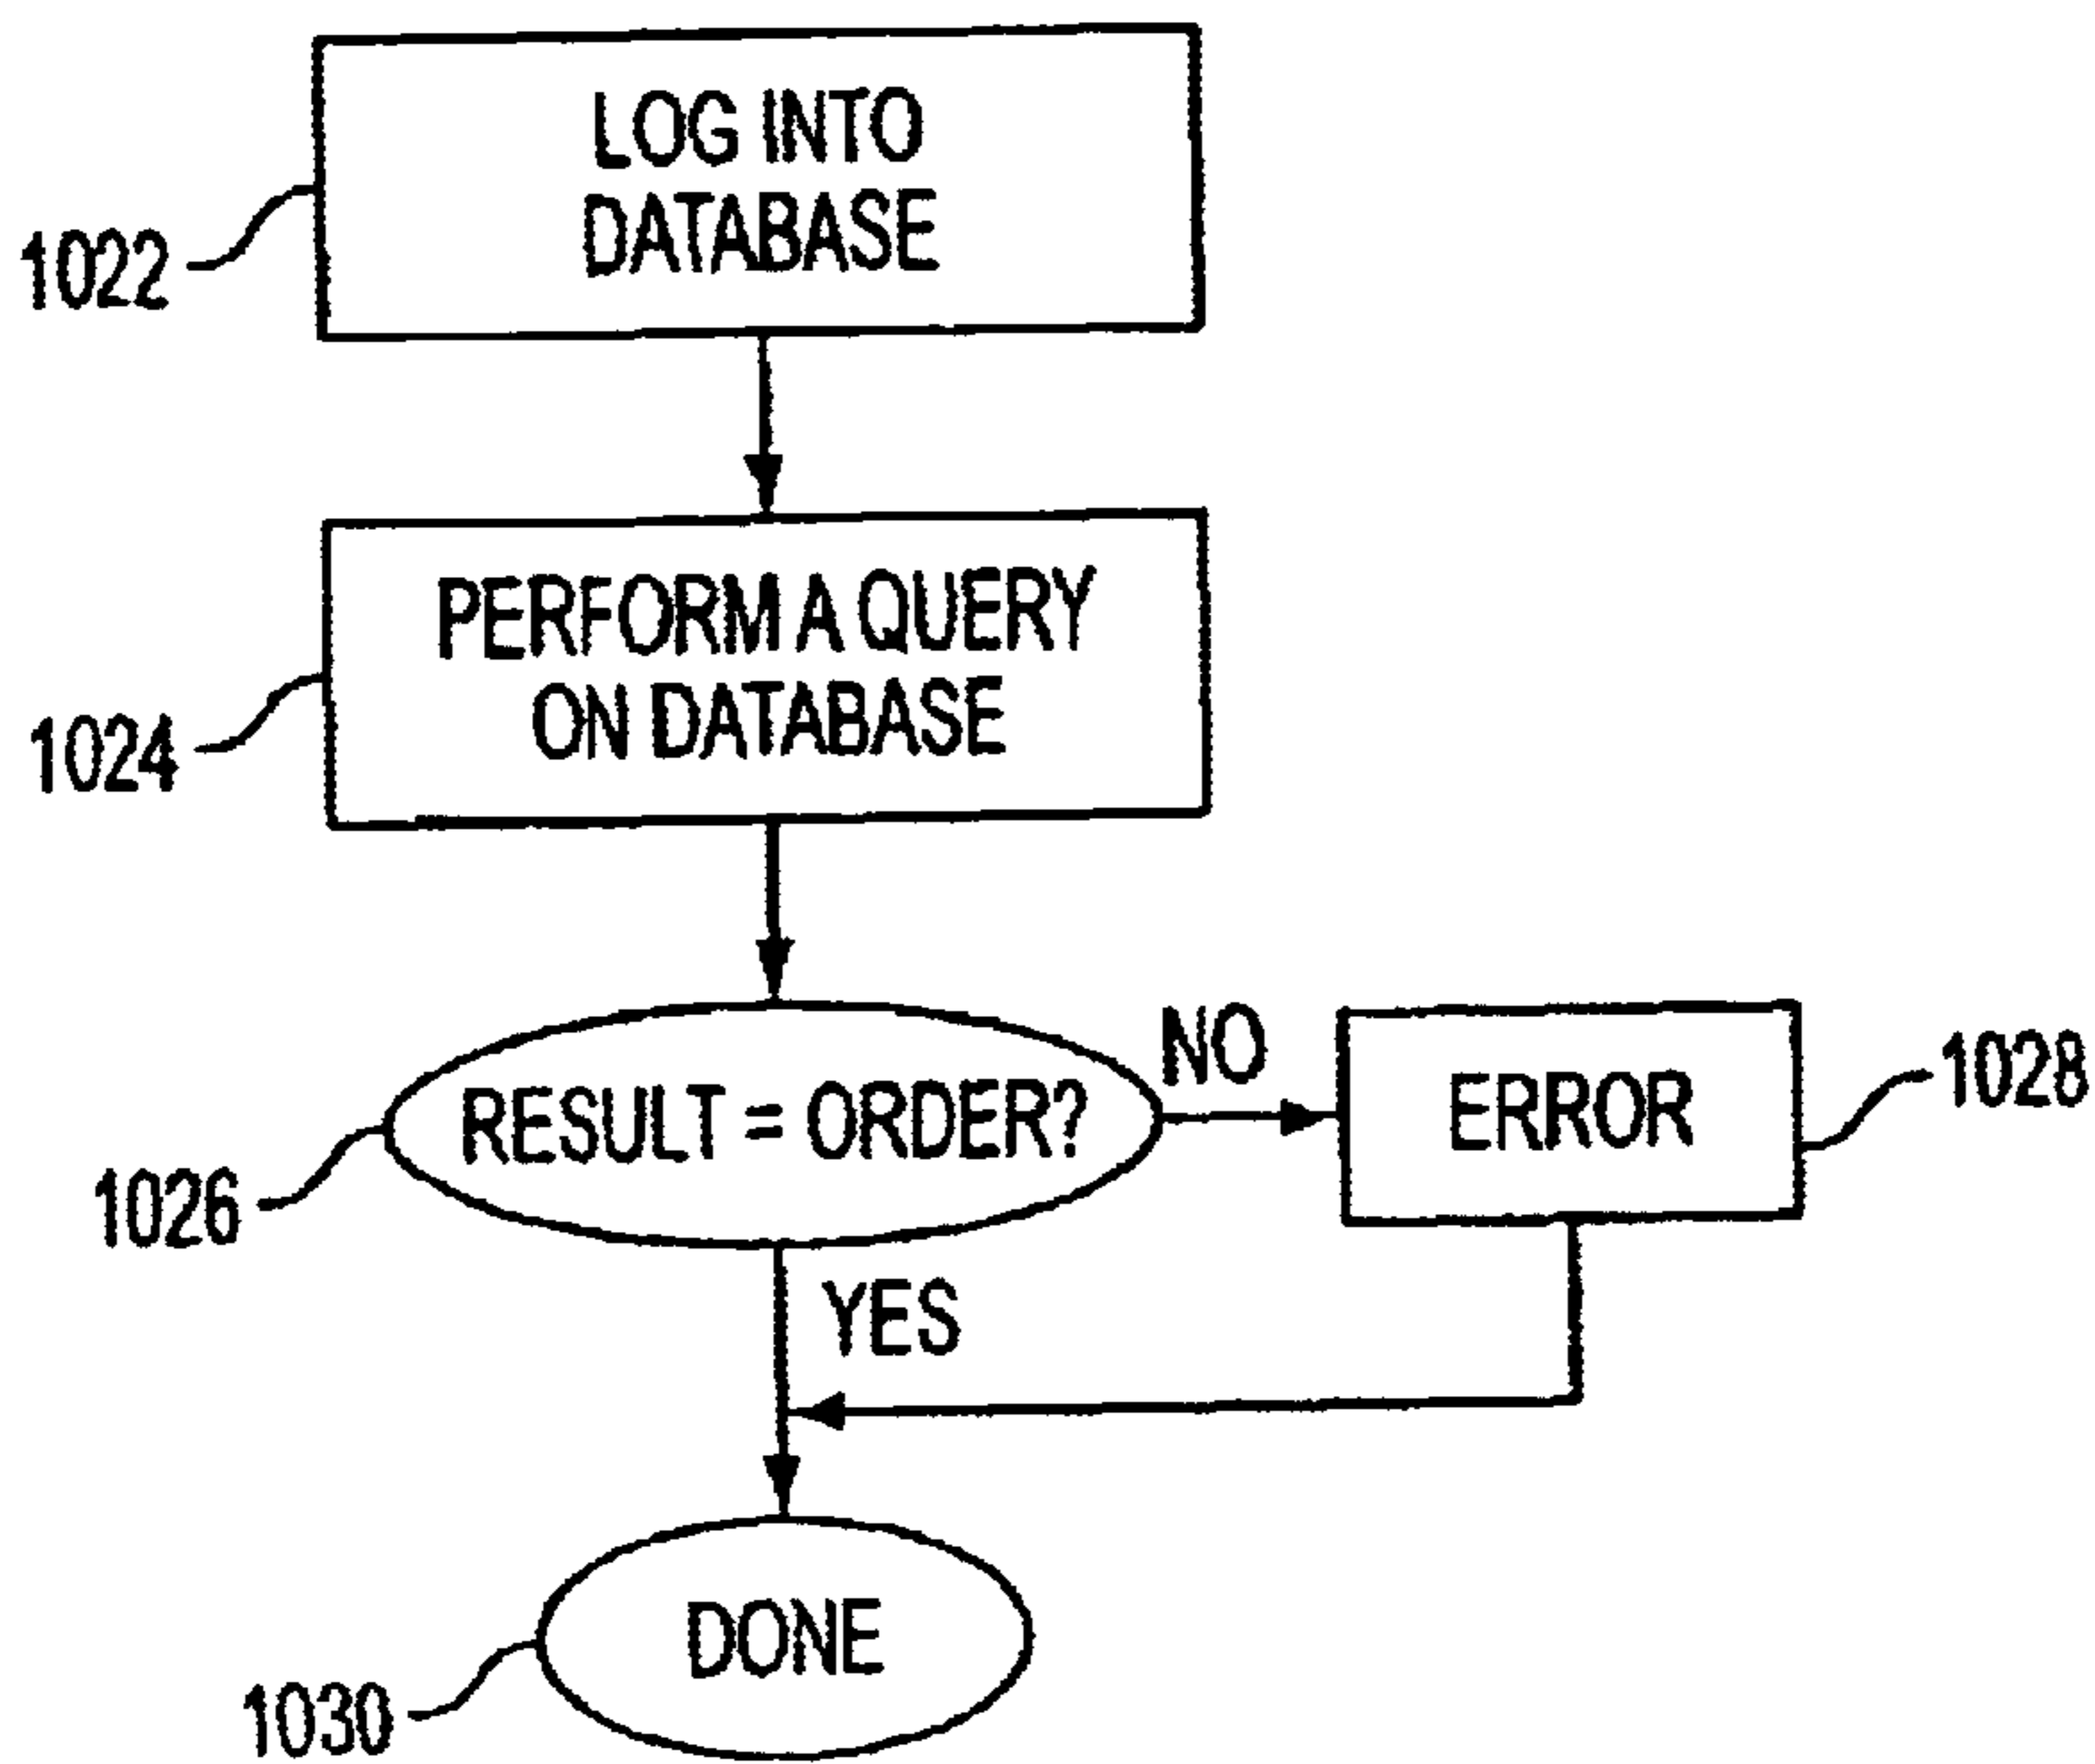 LOG INTO
DATABASE
1022
PERFORM A QUERY
ON DATABASE
1024
RESULT = ORDER?
NO
ERROR
1028
1026
YES
DONE
1030